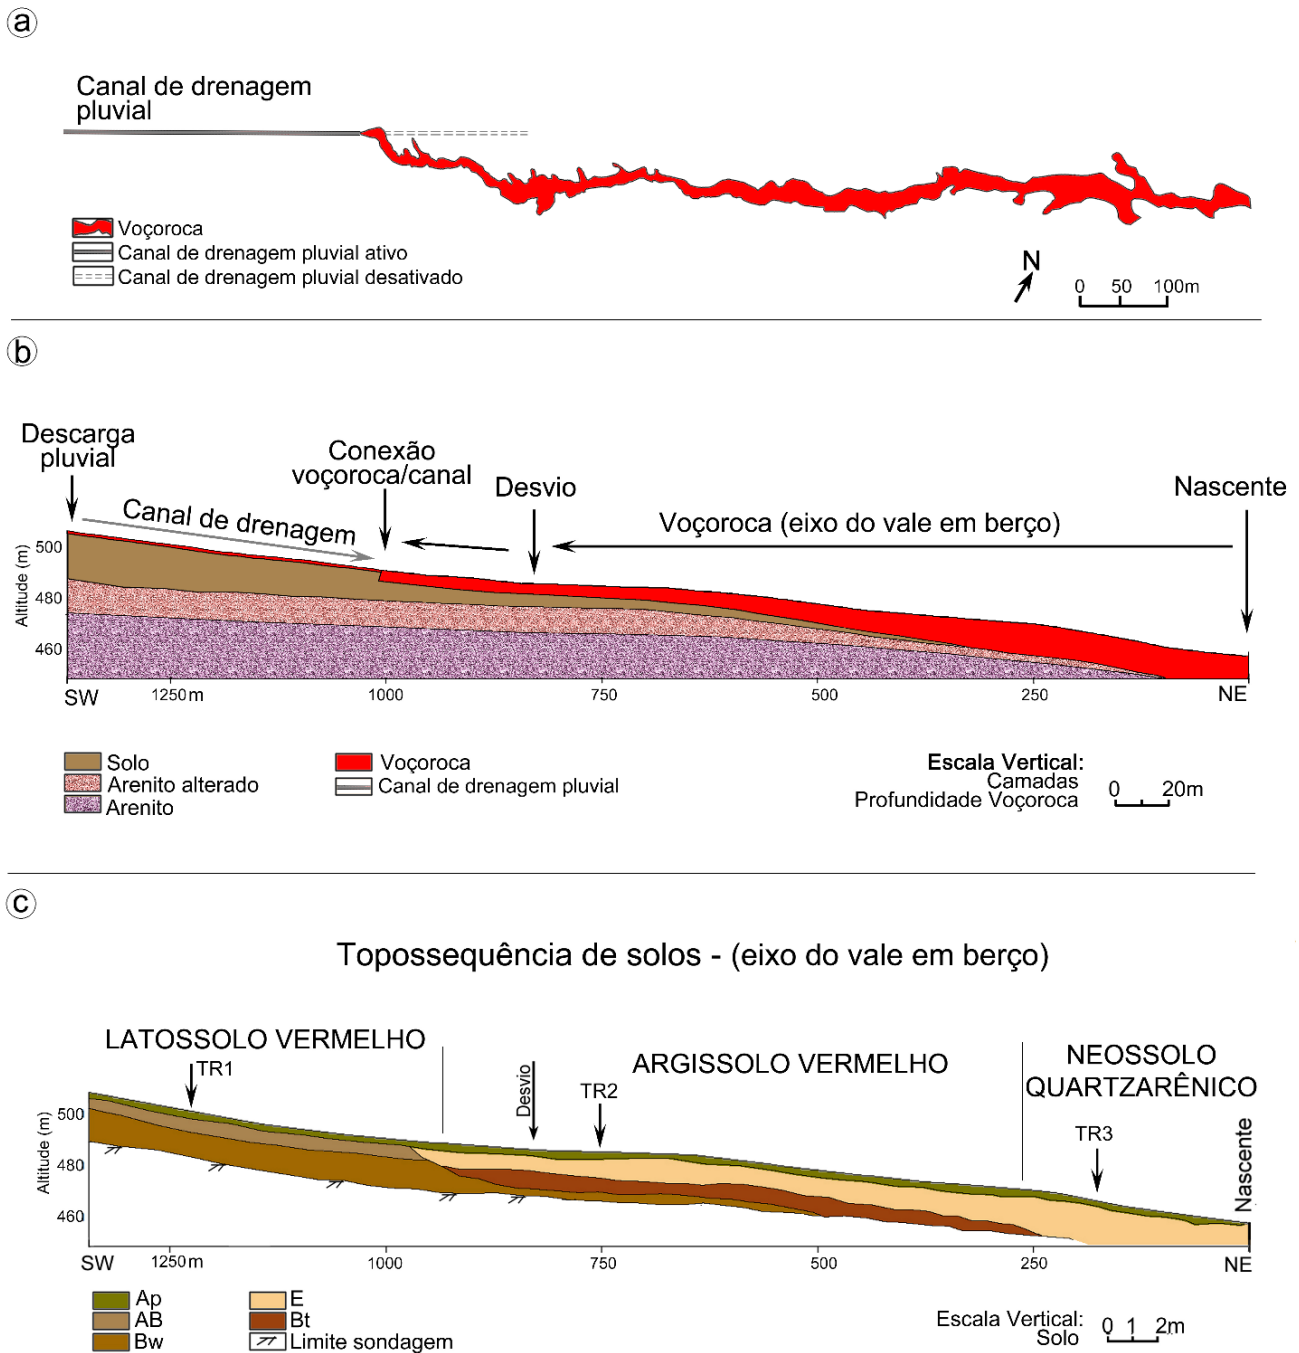 a
Canal de drenagem
pluvial
Voçoroca
Canal de drenagem pluvial ativo
Canal de drenagem pluvial desativado
N
0 50 100m
b
Descarga
pluvial
Canal de drenagem
Conexão
voçoroca/canal
Desvio
Voçoroca (eixo do vale em berço)
Nascente
Altitude (m)
500
480
460
SW 1250m 1000 750 500 250 NE
Solo
Arenito alterado
Arenito
Voçoroca
Canal de drenagem pluvial
Escala Vertical:
Camadas
Profundidade Voçoroca
0 20m
c
Topossequência de solos - (eixo do vale em berço)
LATOSSOLO VERMELHO
TR1
Desvio
ARGISSOLO VERMELHO
TR2
NEOSSOLO
QUARTZARÊNICO
TR3
Nascente
Altitude (m)
500
480
460
SW 1250m 1000 750 500 250 NE
Ap
AB
Bw
E
Bt
Limite sondagem
Escala Vertical:
Solo
0 1 2m